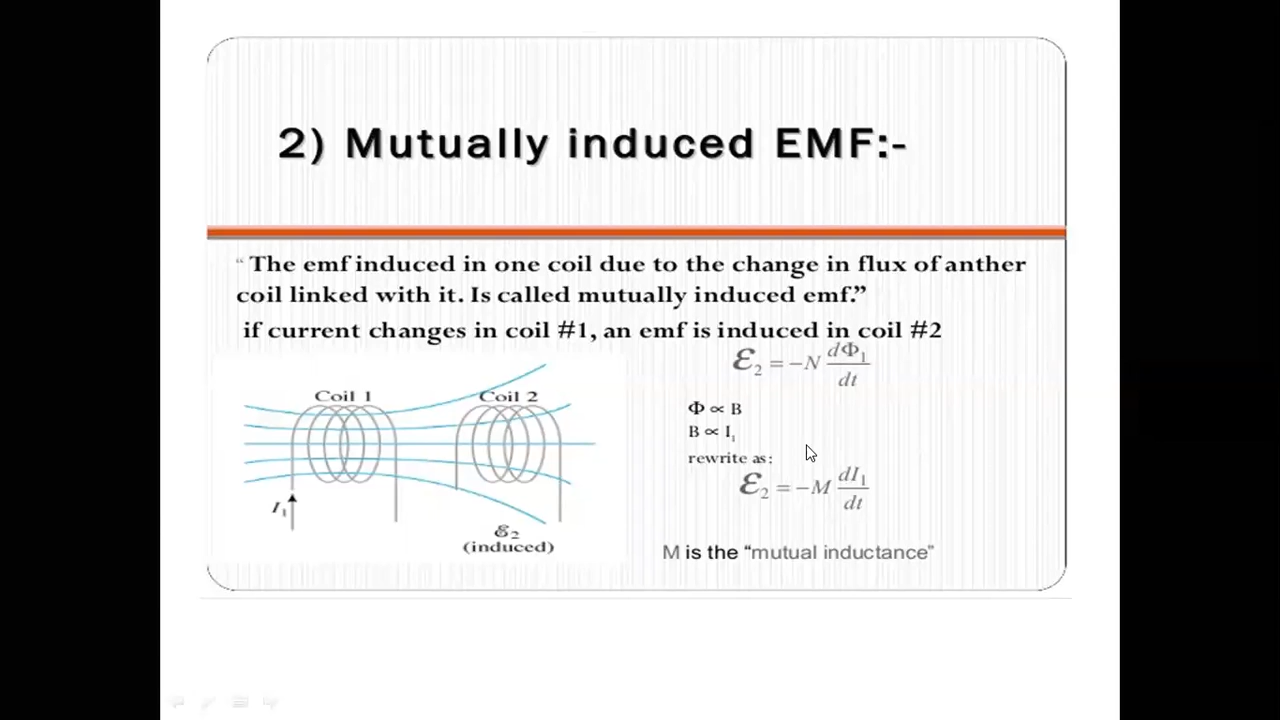 2) Mutually induced EMF:-
“ The emf induced in one coil due to the change in flux of anther
coil linked with it. Is called mutually induced emf.”
if current changes in coil #1, an emf is induced in coil #2
ℰ₂ = −N dΦ₁/dt
Φ ∝ B
B ∝ I₁
rewrite as:
ℰ₂ = −M dI₁/dt
M is the “mutual inductance”
Coil 1
Coil 2
I₁
ℰ₂
(induced)